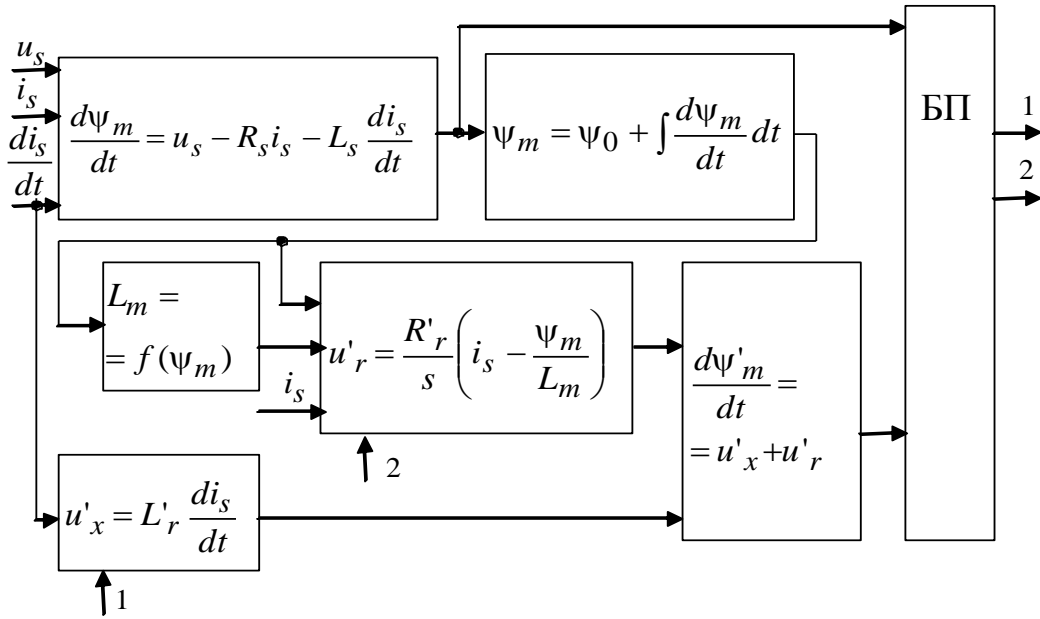 u_s
i_s
di_s/dt
dψ_m/dt = u_s − R_s i_s − L_s di_s/dt
ψ_m = ψ_0 + ∫ dψ_m/dt dt
БП
1
2
L_m =
= f(ψ_m)
i_s
u'_r = R'_r/s (i_s − ψ_m/L_m)
2
dψ'_m/dt =
= u'_x + u'_r
u'_x = L'_r di_s/dt
1